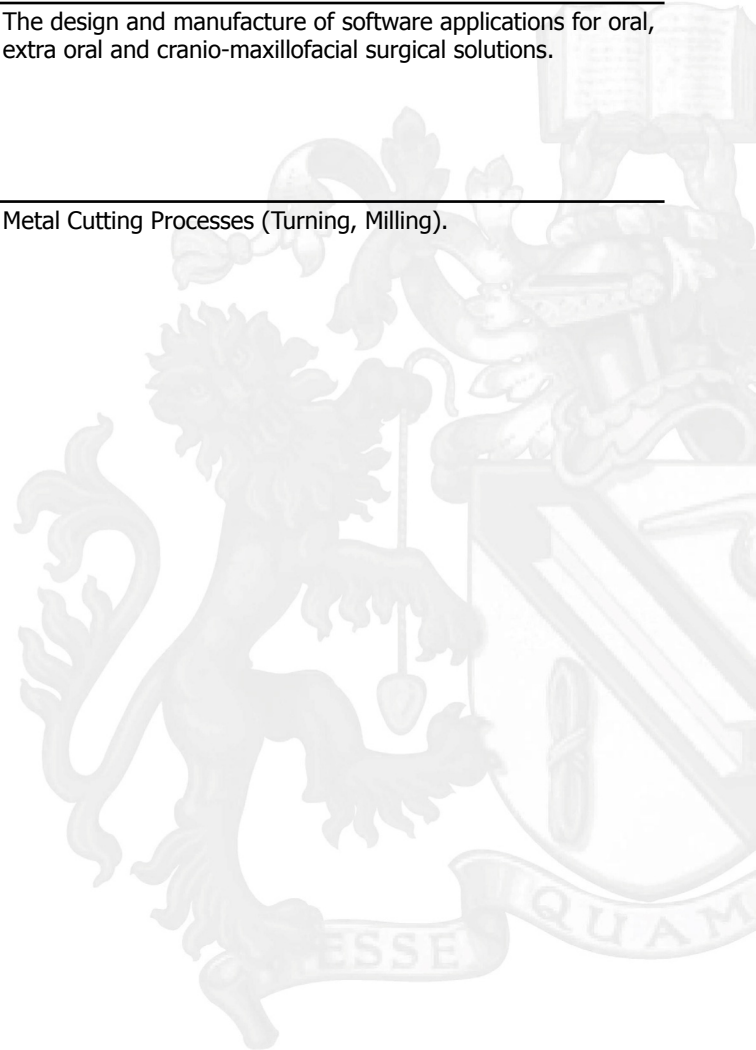 The design and manufacture of software applications for oral,
extra oral and cranio-maxillofacial surgical solutions.
Metal Cutting Processes (Turning, Milling).
ESSE QUAM